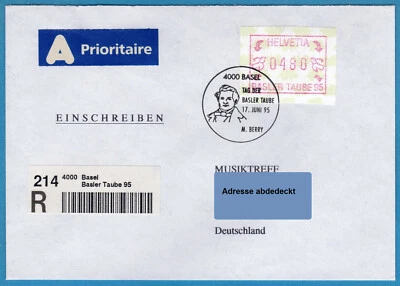 A Prioritaire
HELVETIA
0480
BASLER TAUBE 95
4000 BASEL
TAG DER
BASLER TAUBE
17. JUNI 95
M. BERRY
EINSCHREIBEN
214 4000 Basel
Basler Taube 95
R
MUSIKTREFF
Adresse abdedeckt
Deutschland